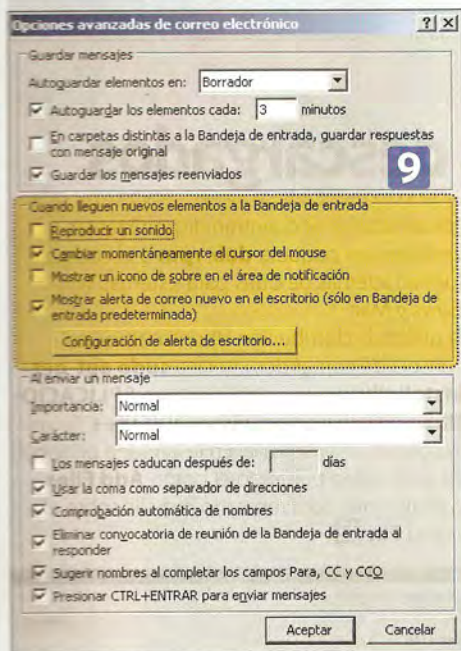 Opciones avanzadas de correo electrónico
Guardar mensajes
Autoguardar elementos en: Borrador
Autoguardar los elementos cada: 3 minutos
En carpetas distintas a la Bandeja de entrada, guardar respuestas
con mensaje original
Guardar los mensajes reenviados
9
Cuando lleguen nuevos elementos a la Bandeja de entrada
Reproducir un sonido
Cambiar momentáneamente el cursor del mouse
Mostrar un icono de sobre en el área de notificación
Mostrar alerta de correo nuevo en el escritorio (sólo en Bandeja de
entrada predeterminada)
Configuración de alerta de escritorio...
Al enviar un mensaje
Importancia: Normal
Carácter: Normal
Los mensajes caducan después de: días
Usar la coma como separador de direcciones
Comprobación automática de nombres
Eliminar convocatoria de reunión de la Bandeja de entrada al
responder
Sugerir nombres al completar los campos Para, CC y CCO
Presionar CTRL+ENTRAR para enviar mensajes
Aceptar Cancelar